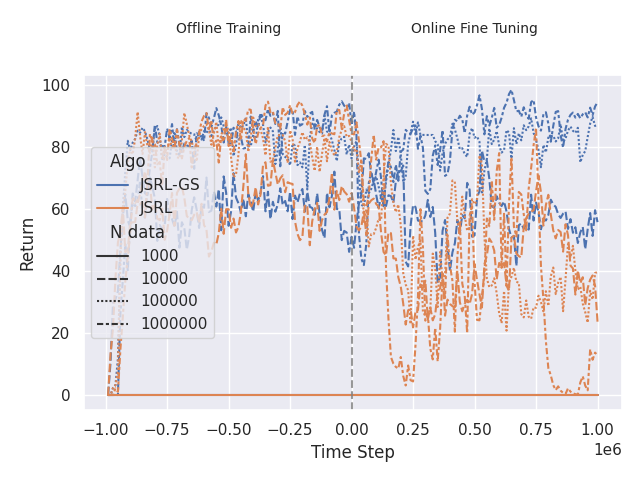 Offline Training
Online Fine Tuning
100
80
60
40
20
0
Return
Algo
JSRL-GS
JSRL
N data
1000
10000
100000
1000000
−1.00 −0.75 −0.50 −0.25 0.00 0.25 0.50 0.75 1.00
1e6
Time Step